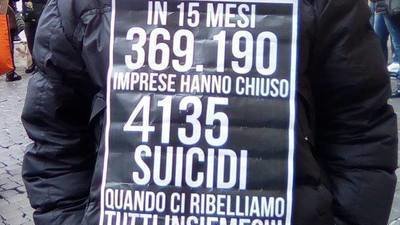 IN 15 MESI
369.190
IMPRESE HANNO CHIUSO
4135
SUICIDI
QUANDO CI RIBELLIAMO
TUTTI INSIEME?!!